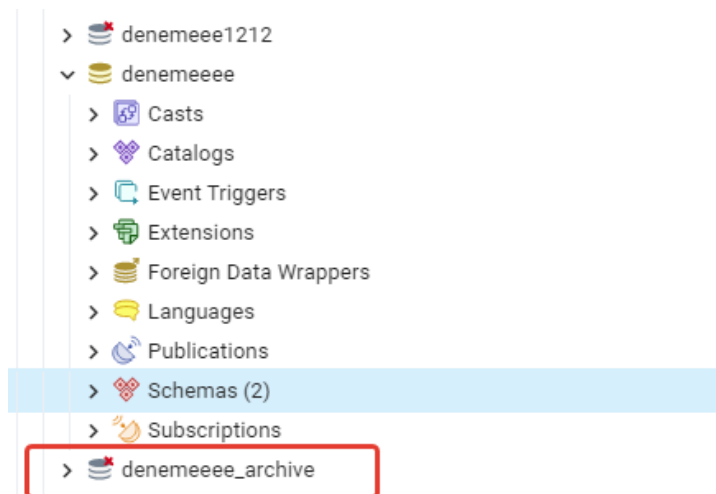 denemeee1212
denemeeee
Casts
Catalogs
Event Triggers
Extensions
Foreign Data Wrappers
Languages
Publications
Schemas (2)
Subscriptions
denemeeee_archive